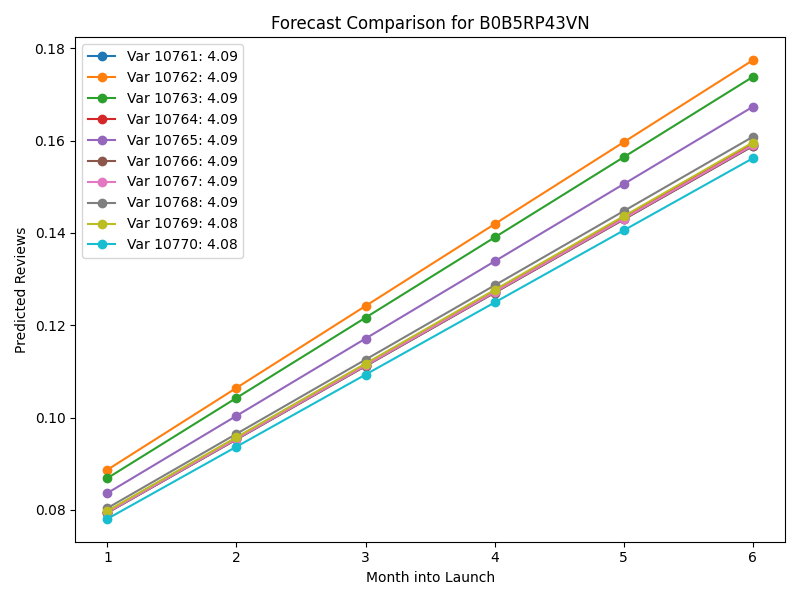 Forecast Comparison for B0B5RP43VN
Var 10761: 4.09
Var 10762: 4.09
Var 10763: 4.09
Var 10764: 4.09
Var 10765: 4.09
Var 10766: 4.09
Var 10767: 4.09
Var 10768: 4.09
Var 10769: 4.08
Var 10770: 4.08
Predicted Reviews
0.18
0.16
0.14
0.12
0.10
0.08
1 2 3 4 5 6
Month into Launch